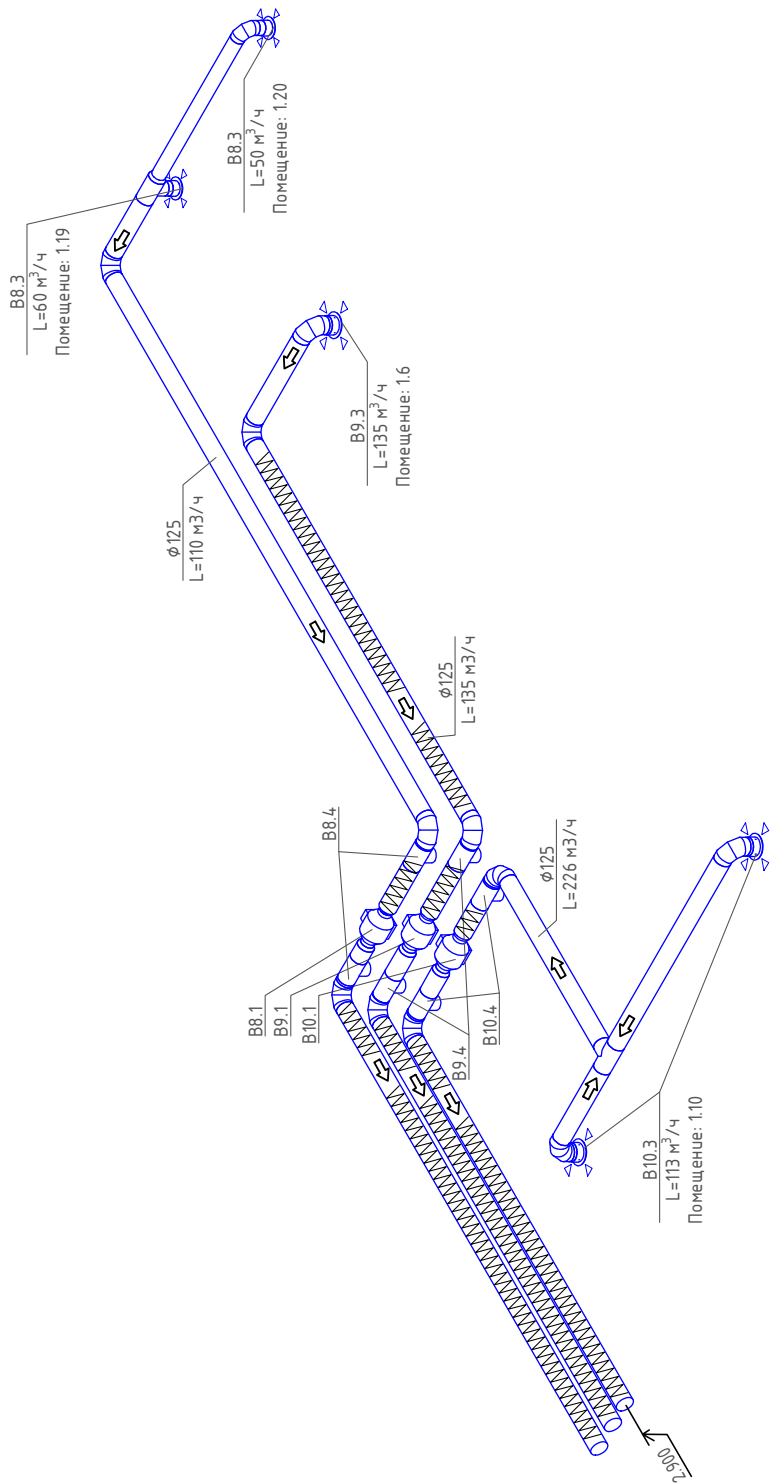 В8.3
L=60 м³/ч
Помещение: 1.19
В8.3
L=50 м³/ч
Помещение: 1.20
В9.3
L=135 м³/ч
Помещение: 1.6
ϕ125
L=110 м3/ч
ϕ125
L=135 м3/ч
В8.4
ϕ125
L=226 м3/ч
В8.1
В9.1
В10.1
В9.4
В10.4
В10.3
L=113 м³/ч
Помещение: 1.10
2.900